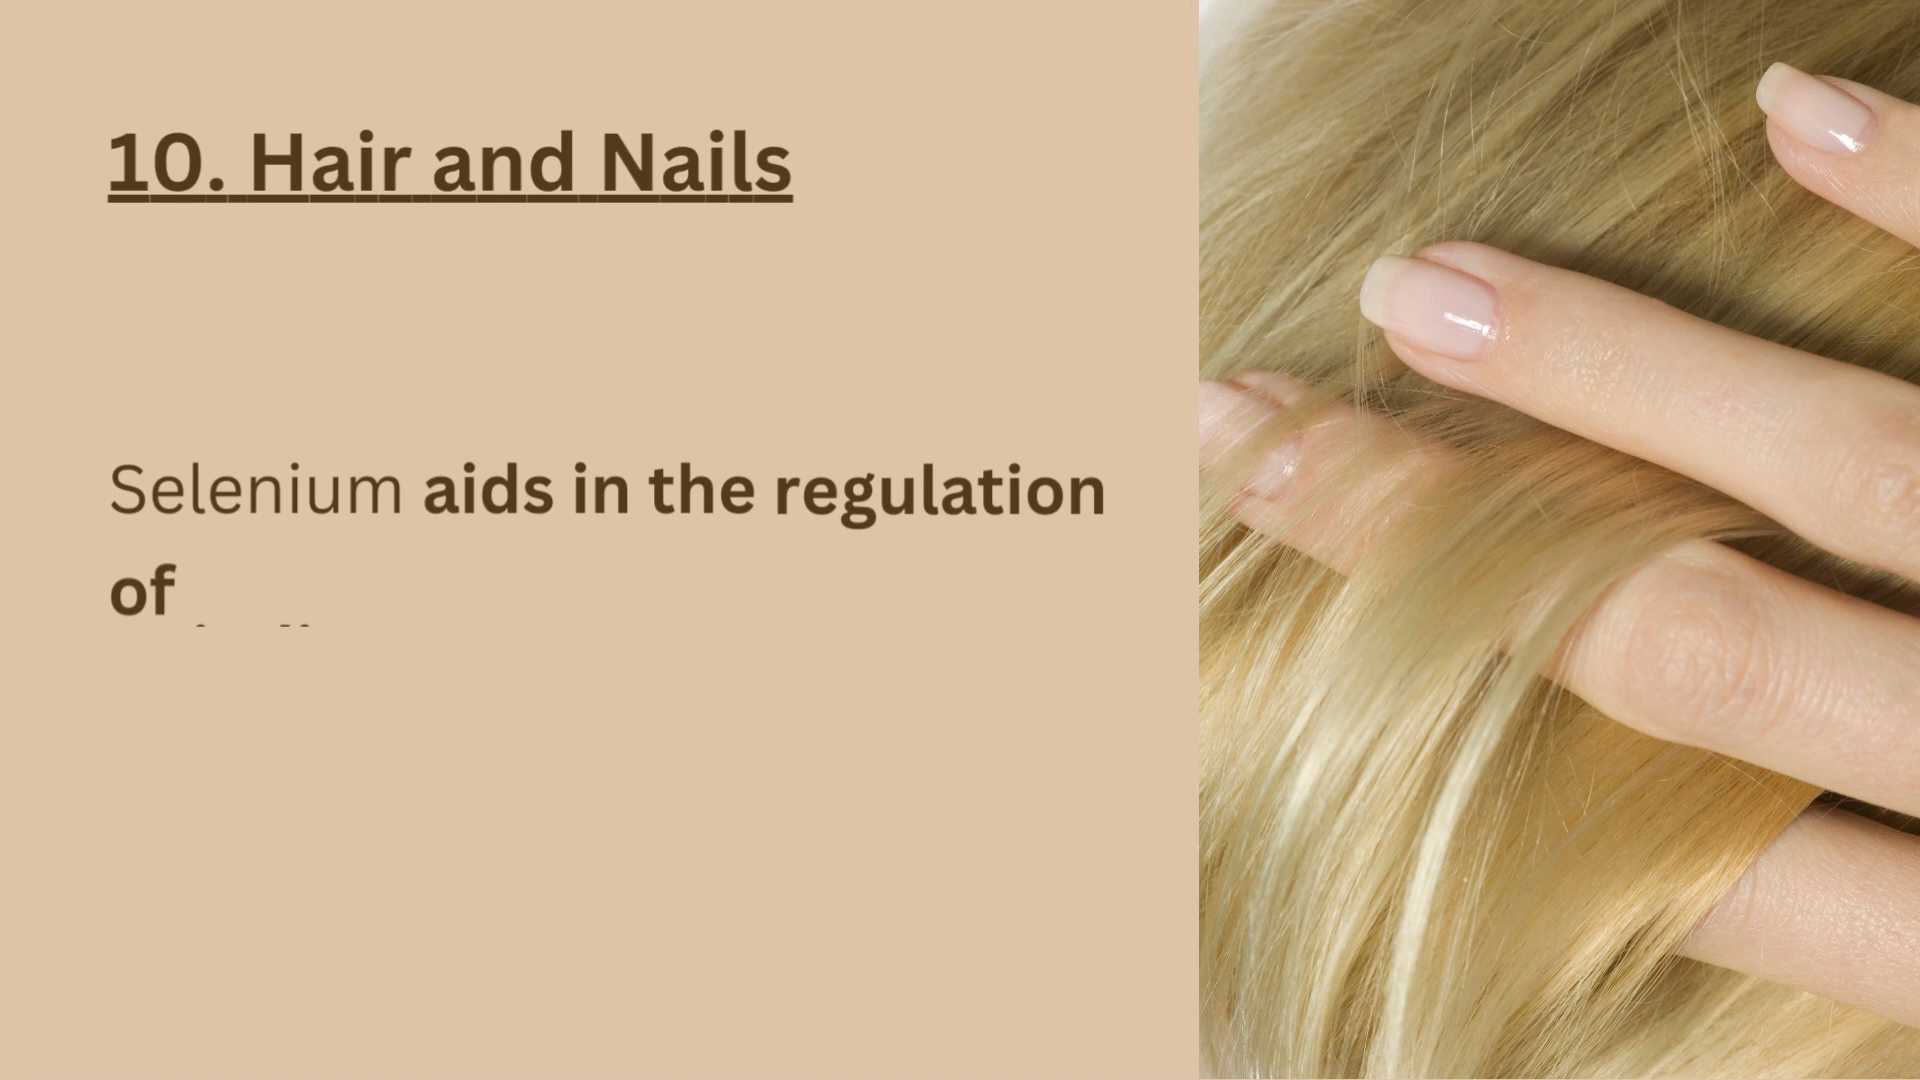 10. Hair and Nails
Selenium aids in the regulation
of